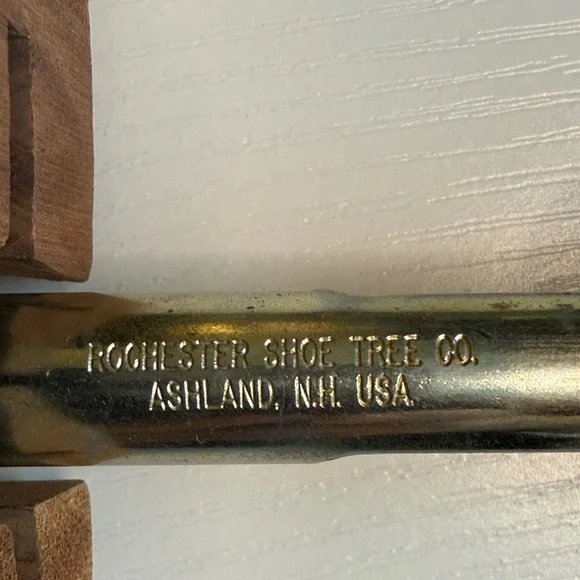 ROCHESTER SHOE TREE CO.
ASHLAND, N.H. USA.